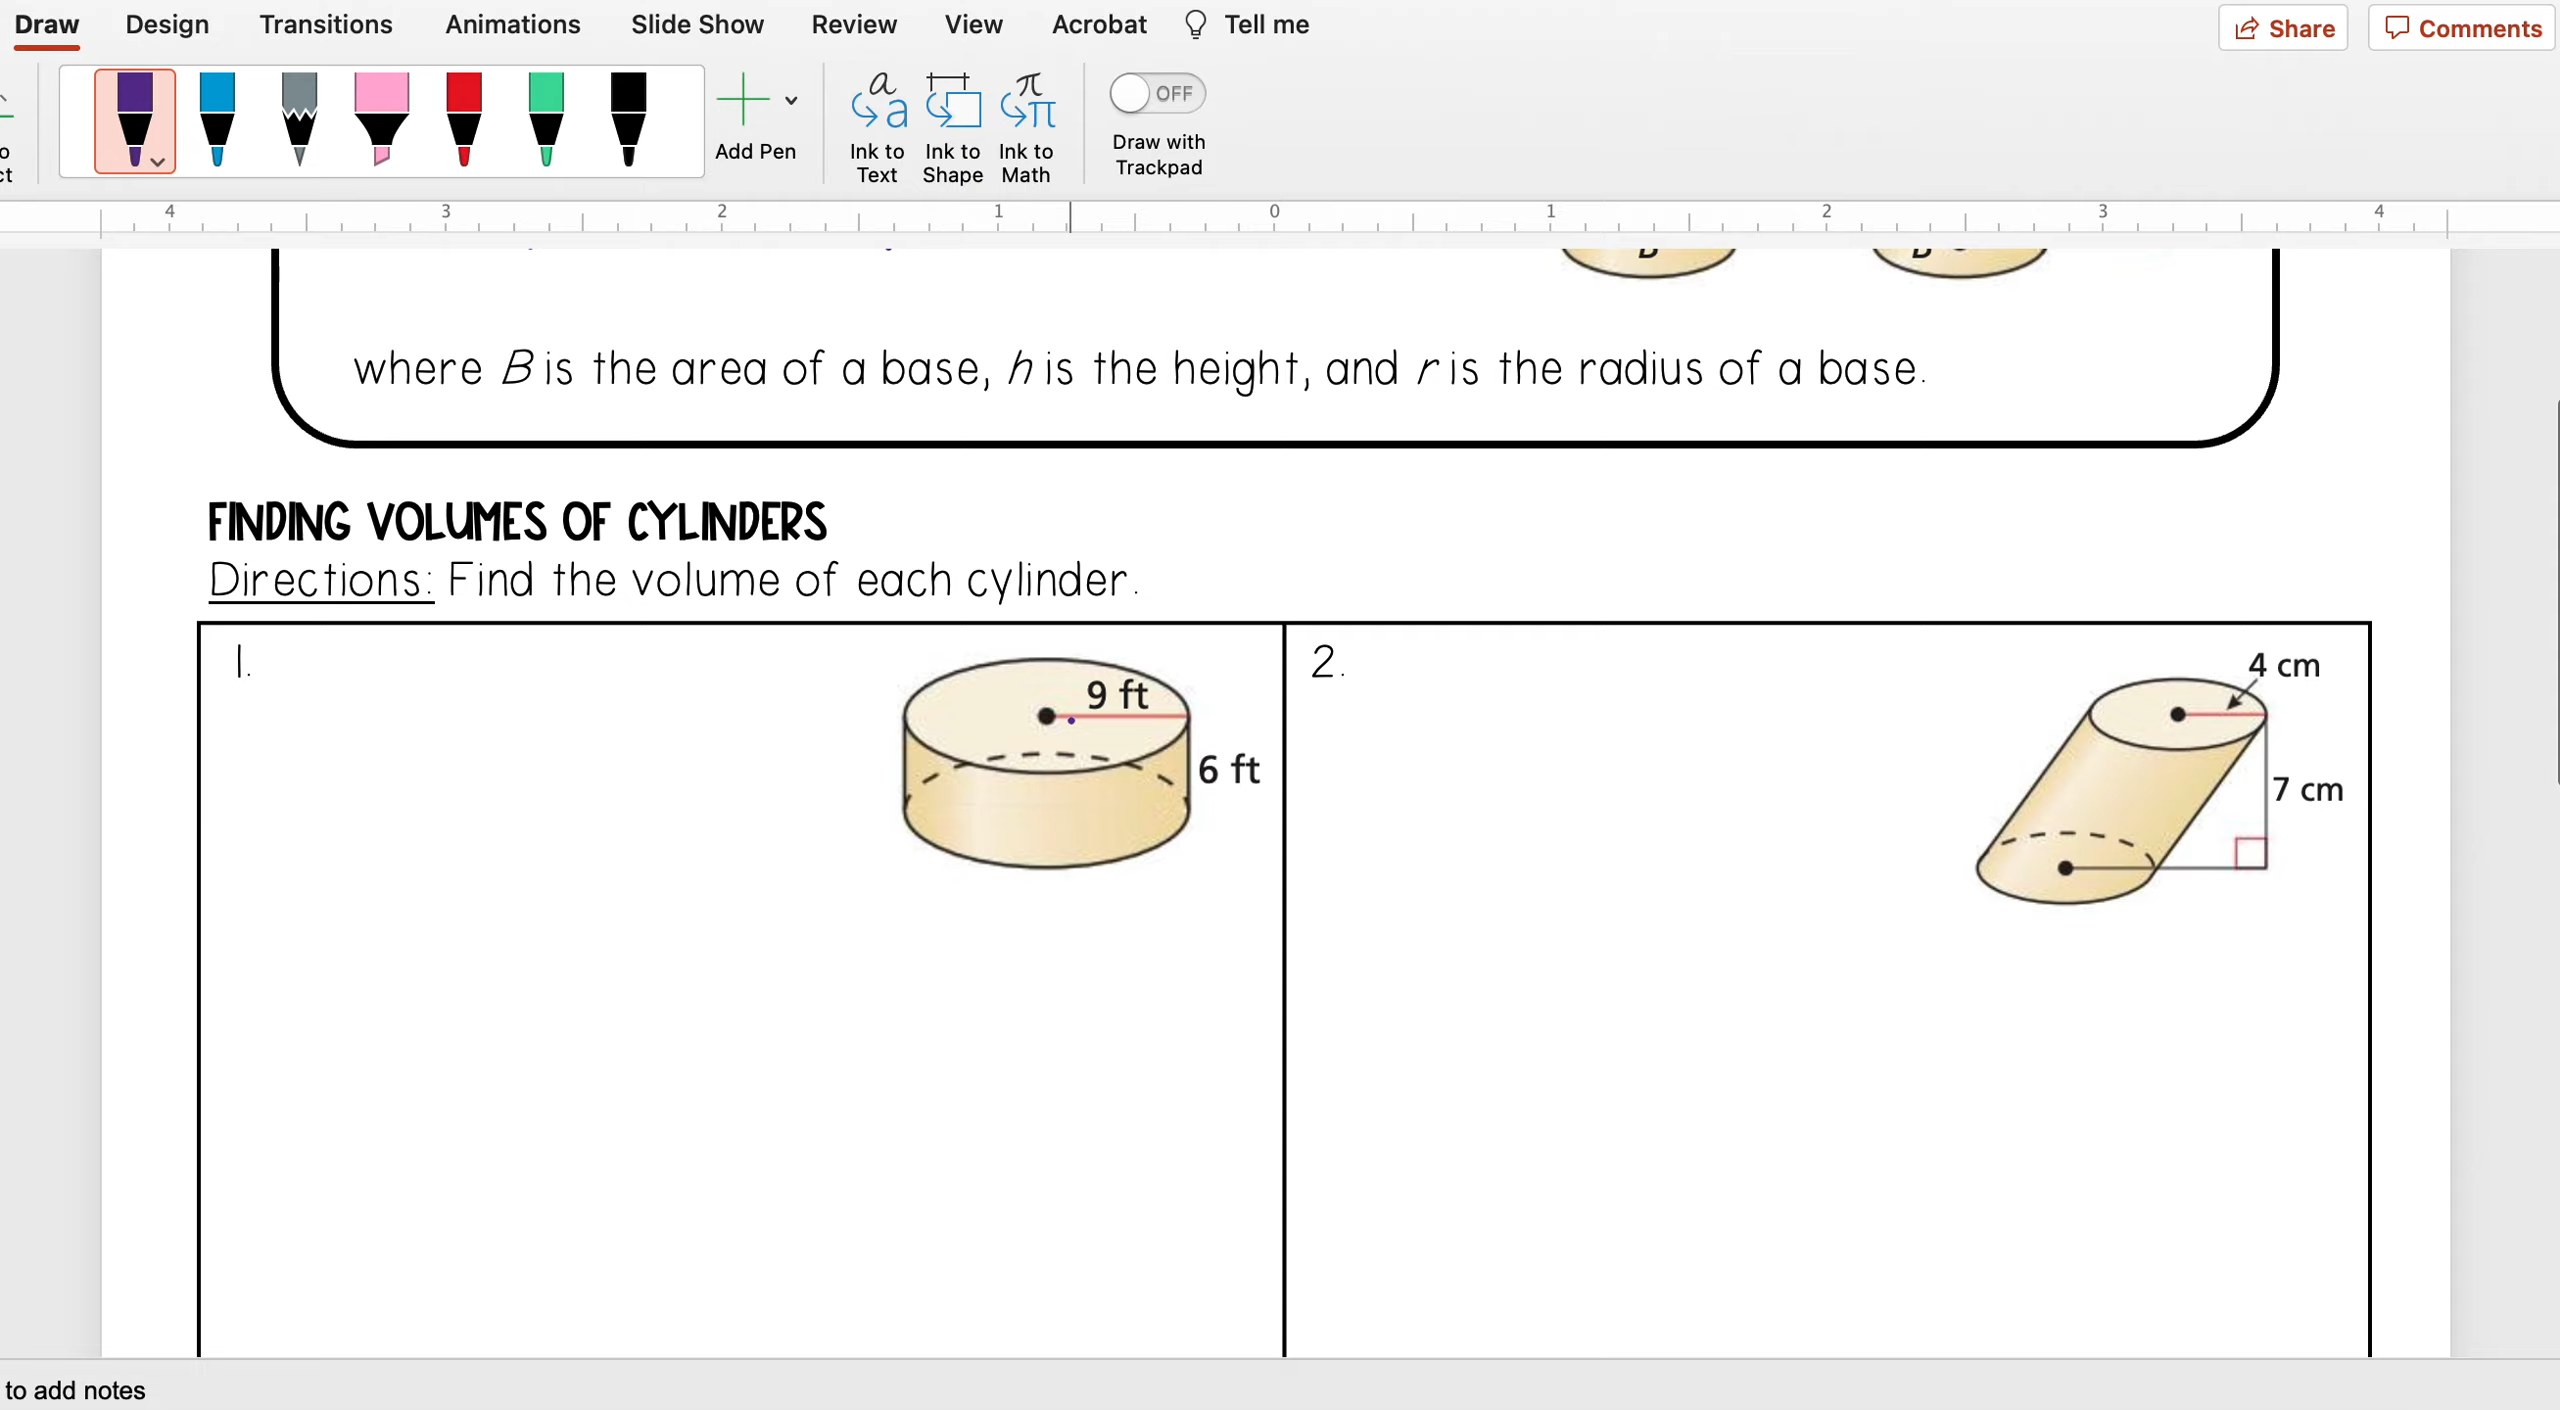 Draw Design Transitions Animations Slide Show Review View Acrobat Tell me Share Comments
Add Pen
Ink to Text
Ink to Shape
Ink to Math
OFF
Draw with Trackpad
4 3 2 1 0 1 2 3 4
B B
where B is the area of a base, h is the height, and r is the radius of a base.
FINDING VOLUMES OF CYLINDERS
Directions: Find the volume of each cylinder.
1.
9 ft
6 ft
2.
4 cm
7 cm
to add notes